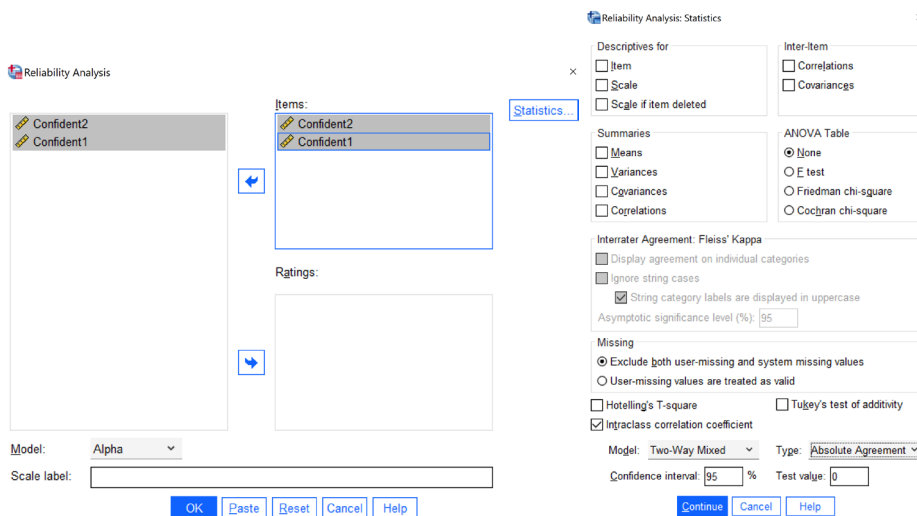 Reliability Analysis
×
Confident2
Confident1
Items:
Confident2
Confident1
Statistics...
Ratings:
Model:
Alpha
Scale label:
OK
Paste
Reset
Cancel
Help
Reliability Analysis: Statistics
Descriptives for
Item
Scale
Scale if item deleted
Inter-Item
Correlations
Covariances
Summaries
Means
Variances
Covariances
Correlations
ANOVA Table
None
F test
Friedman chi-square
Cochran chi-square
Interrater Agreement: Fleiss' Kappa
Display agreement on individual categories
Ignore string cases
String category labels are displayed in uppercase
Asymptotic significance level (%): 95
Missing
Exclude both user-missing and system missing values
User-missing values are treated as valid
Hotelling's T-square
Tukey's test of additivity
Intraclass correlation coefficient
Model: Two-Way Mixed
Type: Absolute Agreement
Confidence interval: 95 %
Test value: 0
Continue
Cancel
Help